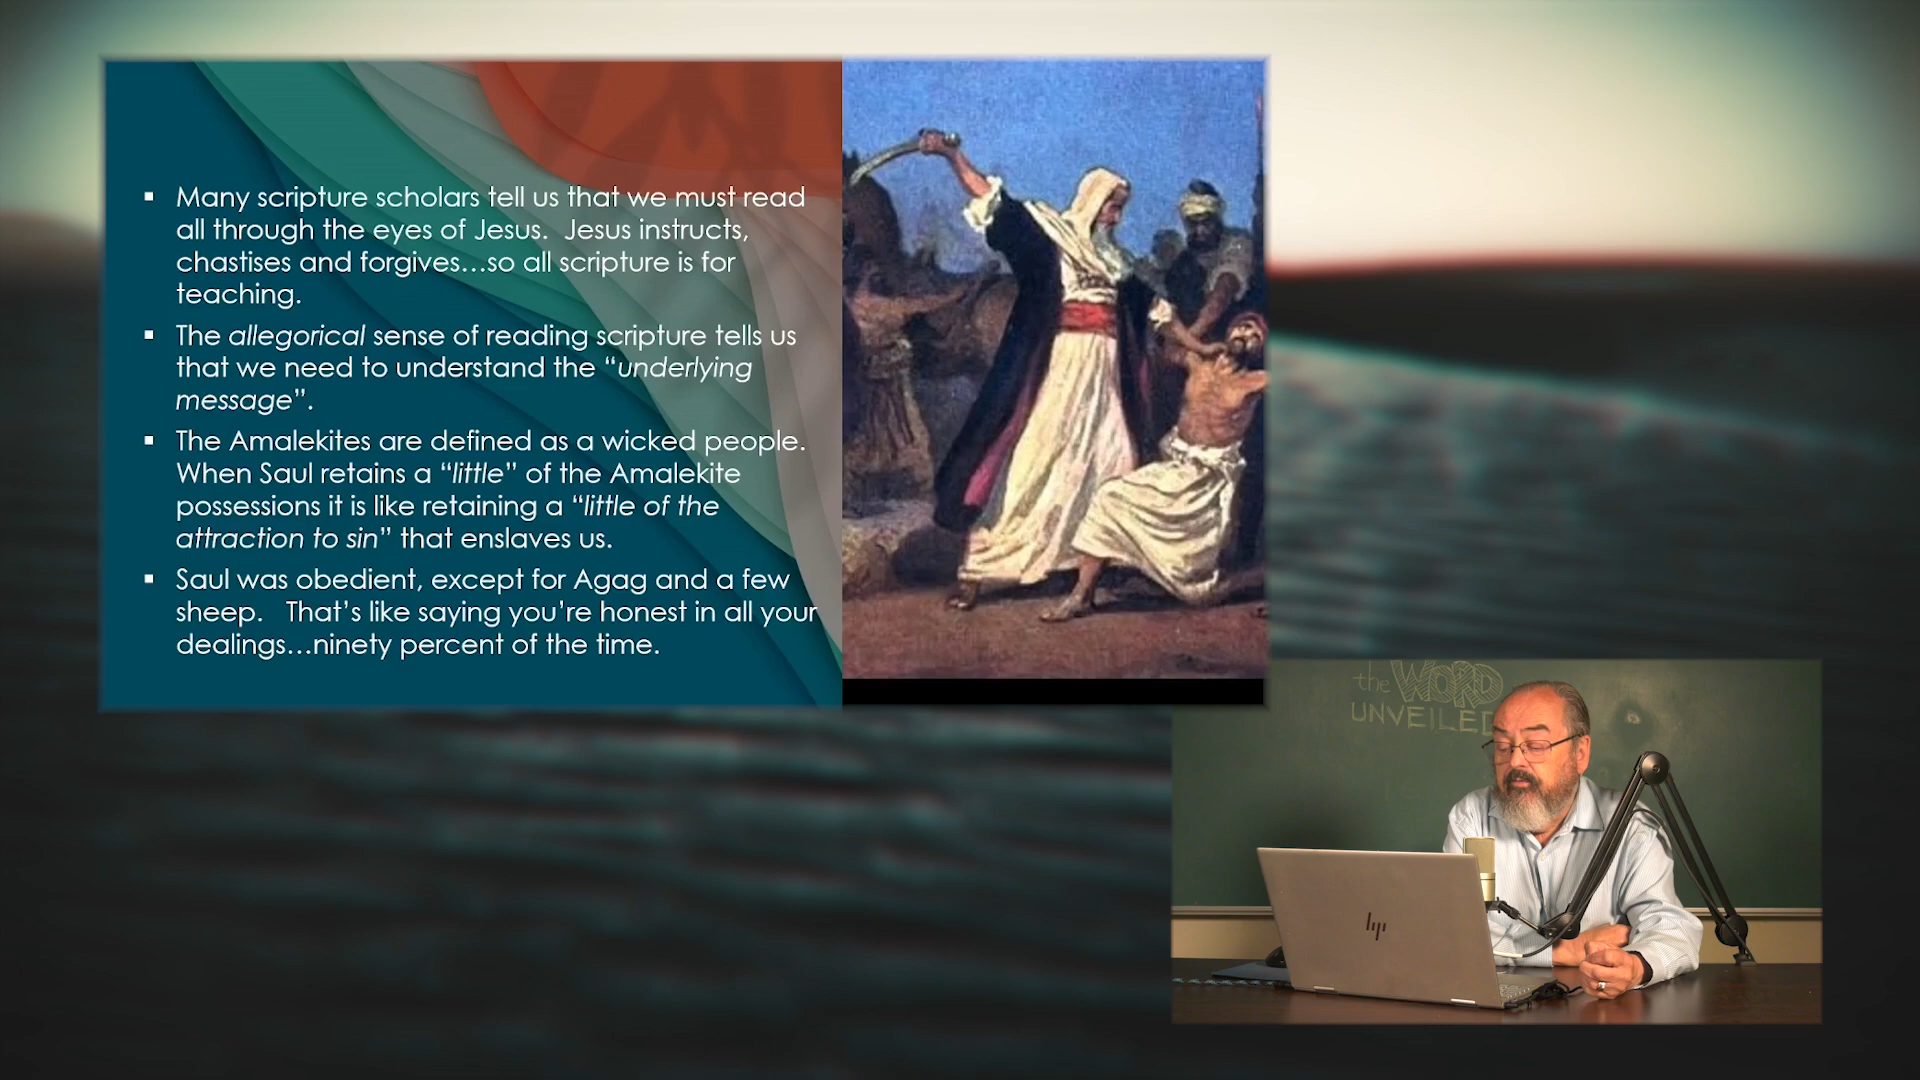 ▪ Many scripture scholars tell us that we must read
all through the eyes of Jesus.  Jesus instructs,
chastises and forgives…so all scripture is for
teaching.
▪ The allegorical sense of reading scripture tells us
that we need to understand the “underlying
message”.
▪ The Amalekites are defined as a wicked people.
When Saul retains a “little” of the Amalekite
possessions it is like retaining a “little of the
attraction to sin” that enslaves us.
▪ Saul was obedient, except for Agag and a few
sheep.   That’s like saying you’re honest in all your
dealings…ninety percent of the time.
the WORD
UNVEILED
hp